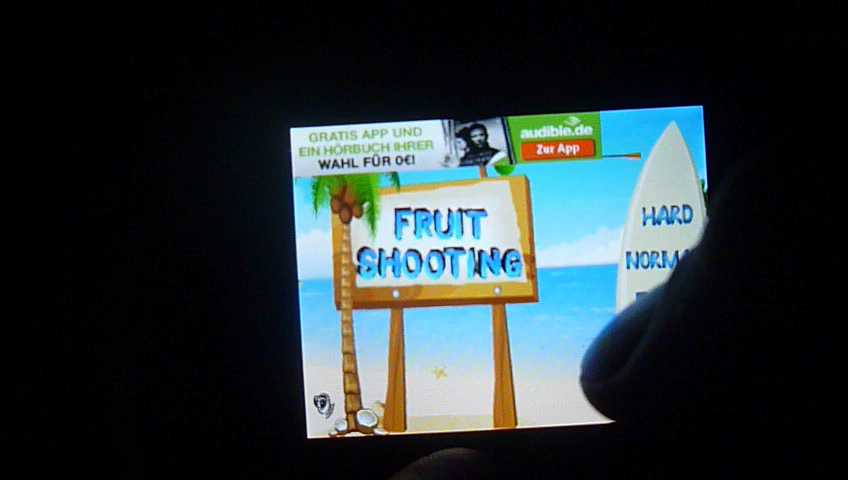 GRATIS APP UND
EIN HÖRBUCH IHRER
WAHL FÜR 0€!
audible.de
Zur App
FRUIT
SHOOTING
HARD